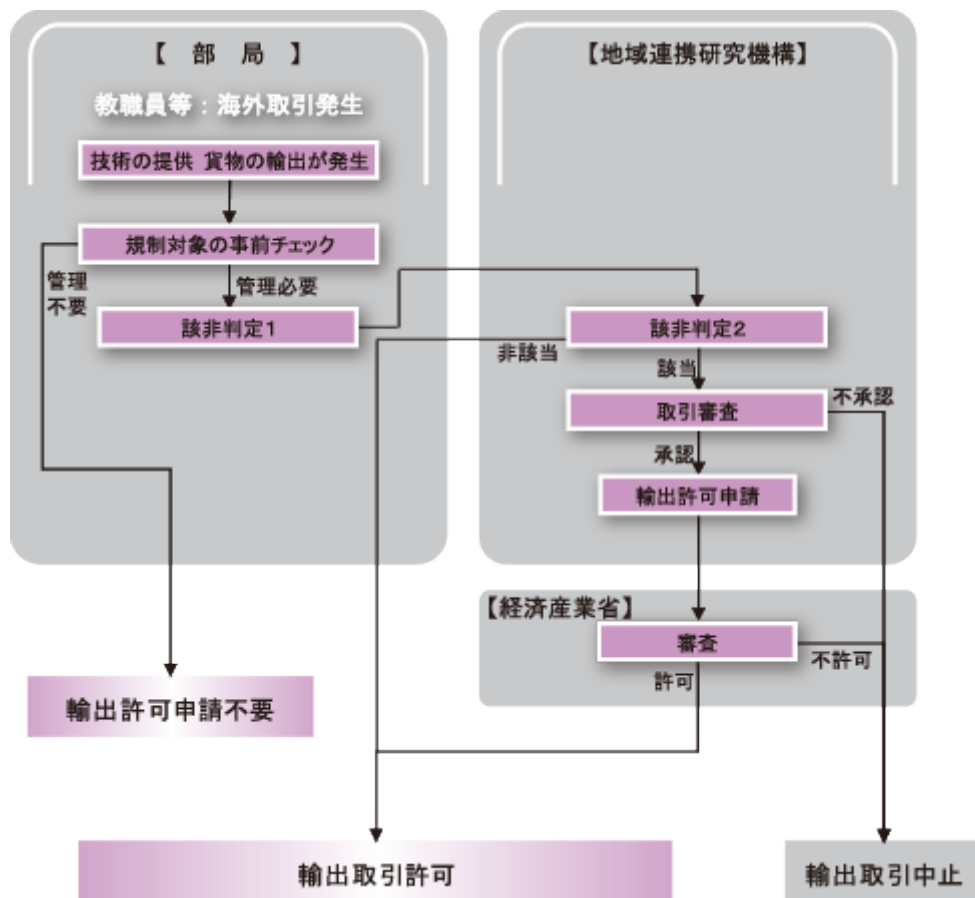 【 部 局 】
教職員等：海外取引発生
技術の提供 貨物の輸出が発生
規制対象の事前チェック
管理
不要
管理必要
該非判定１
【地域連携研究機構】
該非判定２
非該当
該当
取引審査
不承認
承認
輸出許可申請
【経済産業省】
審査
不許可
許可
輸出許可申請不要
輸出取引許可
輸出取引中止